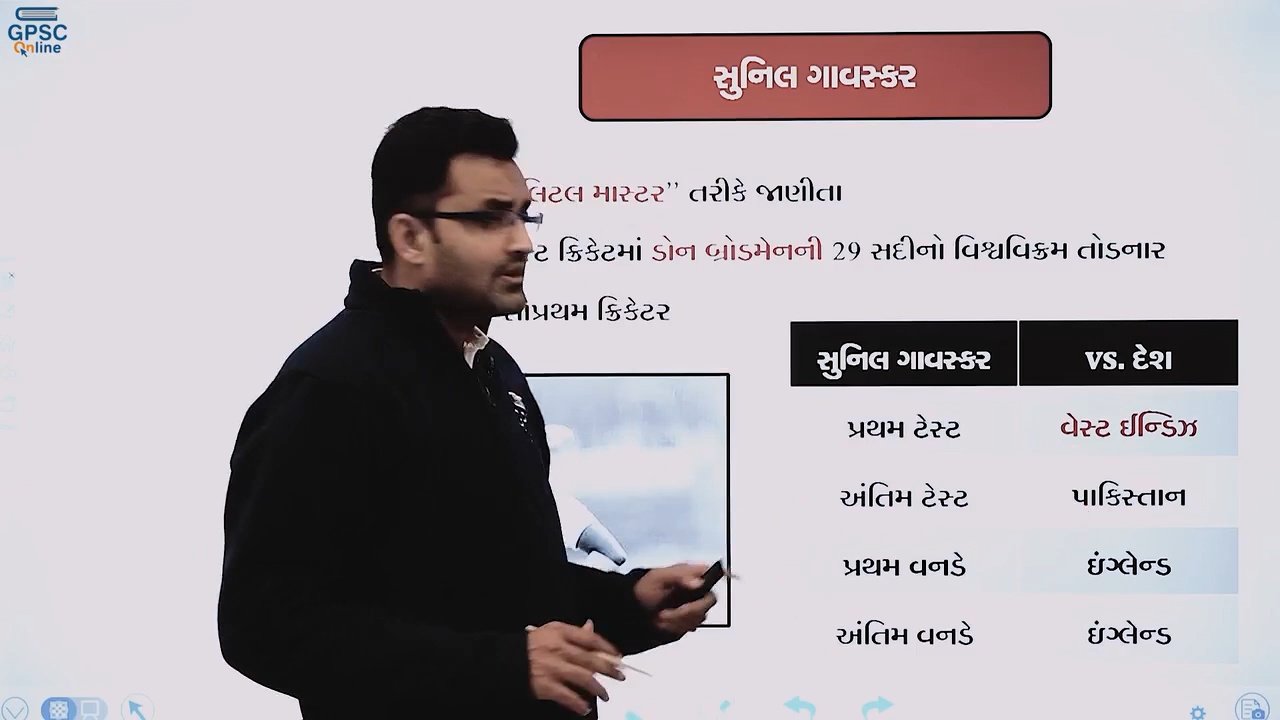 GPSC
Online
સુનિલ ગાવસ્કર
લિટલ માસ્ટર’’ તરીકે જાણીતા
ક્રિકેટમાં ડોન બ્રોડમેનની 29 સદીનો વિશ્વવિક્રમ તોડનાર
ક્રિકેટર
સુનિલ ગાવસ્કર vs. દેશ
પ્રથમ ટેસ્ટ વેસ્ટ ઈન્ડિઝ
અંતિમ ટેસ્ટ પાકિસ્તાન
પ્રથમ વનડે ઇંગ્લેન્ડ
અંતિમ વનડે ઇંગ્લેન્ડ